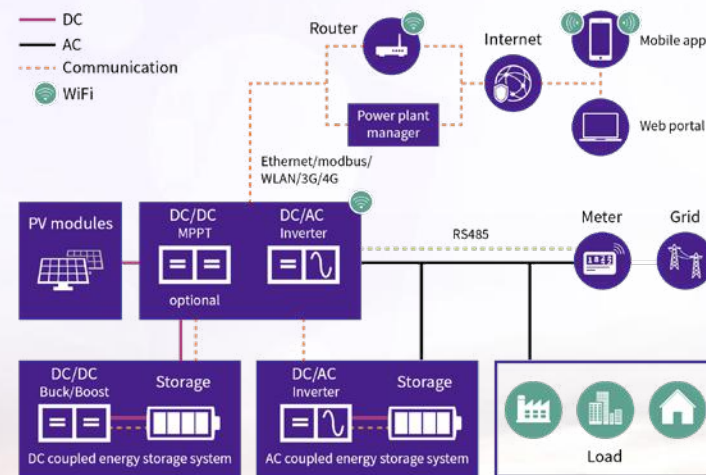 DC
AC
Communication
WiFi
Router
Internet
Mobile app
Power plant
manager
Web portal
Ethernet/modbus/
WLAN/3G/4G
PV modules
DC/DC
MPPT
optional
DC/AC
Inverter
RS485
Meter
Grid
DC/DC
Buck/Boost
Storage
DC coupled energy storage system
DC/AC
Inverter
Storage
AC coupled energy storage system
Load